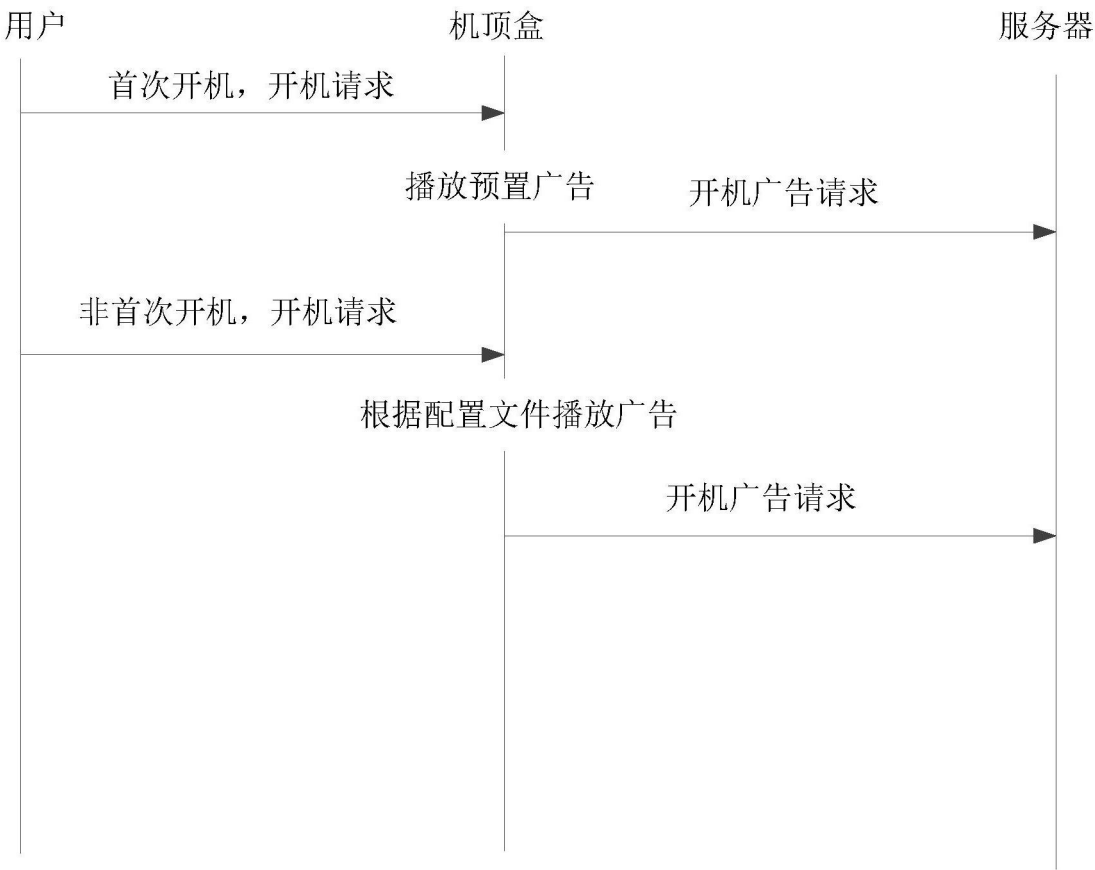 用户
机顶盒
服务器
首次开机，开机请求
播放预置广告
开机广告请求
非首次开机，开机请求
根据配置文件播放广告
开机广告请求